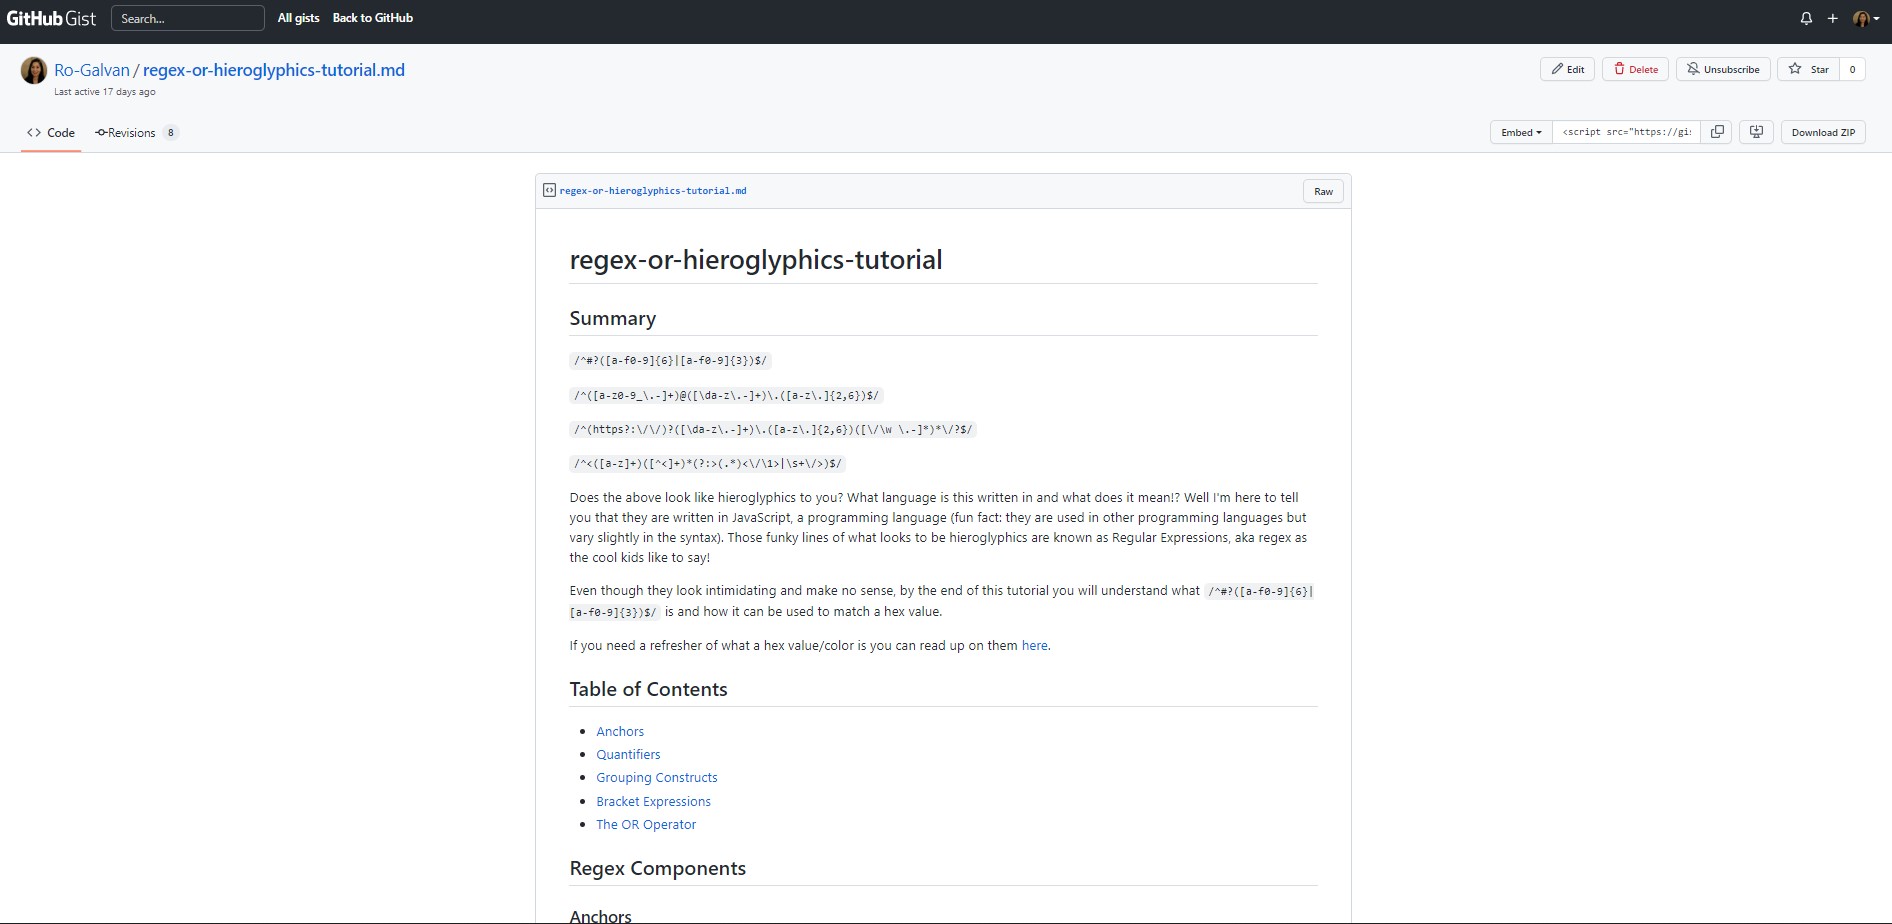 GitHub Gist Search... All gists Back to GitHub
Ro-Galvan / regex-or-hieroglyphics-tutorial.md Edit Delete Unsubscribe Star 0
Last active 17 days ago
Code Revisions 8 Embed <script src="https://gi: Download ZIP
regex-or-hieroglyphics-tutorial.md Raw
regex-or-hieroglyphics-tutorial
Summary
/^#?([a-f0-9]{6}|[a-f0-9]{3})$/
/^([a-z0-9_\.-]+)@([\da-z\.-]+)\.([a-z\.]{2,6})$/
/^(https?:\/\/)?([\da-z\.-]+)\.([a-z\.]{2,6})([\/\w \.-]*)*\/?$/
/^<([a-z]+)([^<]+)*(?:>(.*)<\/\1>|\s+\/>)$/
Does the above look like hieroglyphics to you? What language is this written in and what does it mean!? Well I'm here to tell
you that they are written in JavaScript, a programming language (fun fact: they are used in other programming languages but
vary slightly in the syntax). Those funky lines of what looks to be hieroglyphics are known as Regular Expressions, aka regex as
the cool kids like to say!
Even though they look intimidating and make no sense, by the end of this tutorial you will understand what /^#?([a-f0-9]{6}|
[a-f0-9]{3})$/ is and how it can be used to match a hex value.
If you need a refresher of what a hex value/color is you can read up on them here.
Table of Contents
Anchors
Quantifiers
Grouping Constructs
Bracket Expressions
The OR Operator
Regex Components
Anchors